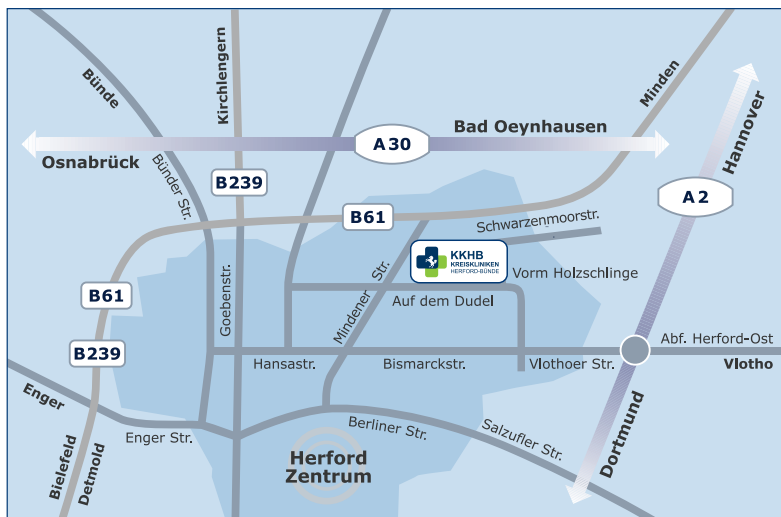 Bünde
Kirchlengern
Minden
Hannover
Osnabrück
A 30
Bad Oeynhausen
Bünder Str.
B239
A 2
B61
Schwarzenmoorstr.
KKHB
KREISKLINIKEN
HERFORD-BÜNDE
Vorm Holzschlinge
Goebenstr.
Mindener Str.
Auf dem Dudel
B61
B239
Hansastr.
Bismarckstr.
Vlothoer Str.
Abf. Herford-Ost
Vlotho
Enger
Enger Str.
Berliner Str.
Salzufler Str.
Dortmund
Bielefeld
Detmold
Herford
Zentrum